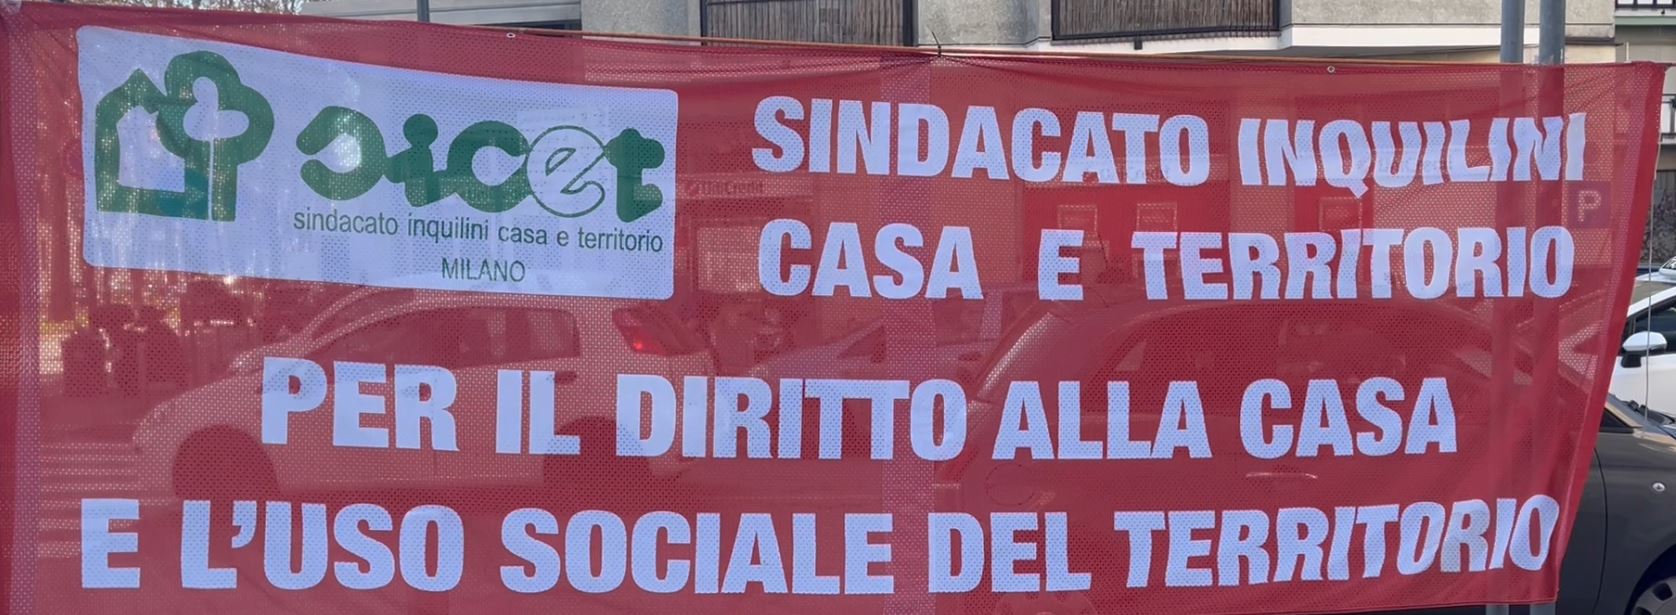 sicet
sindacato inquilini casa e territorio
MILANO
SINDACATO INQUILINI
CASA E TERRITORIO
PER IL DIRITTO ALLA CASA
E L'USO SOCIALE DEL TERRITORIO
UniCredit
P